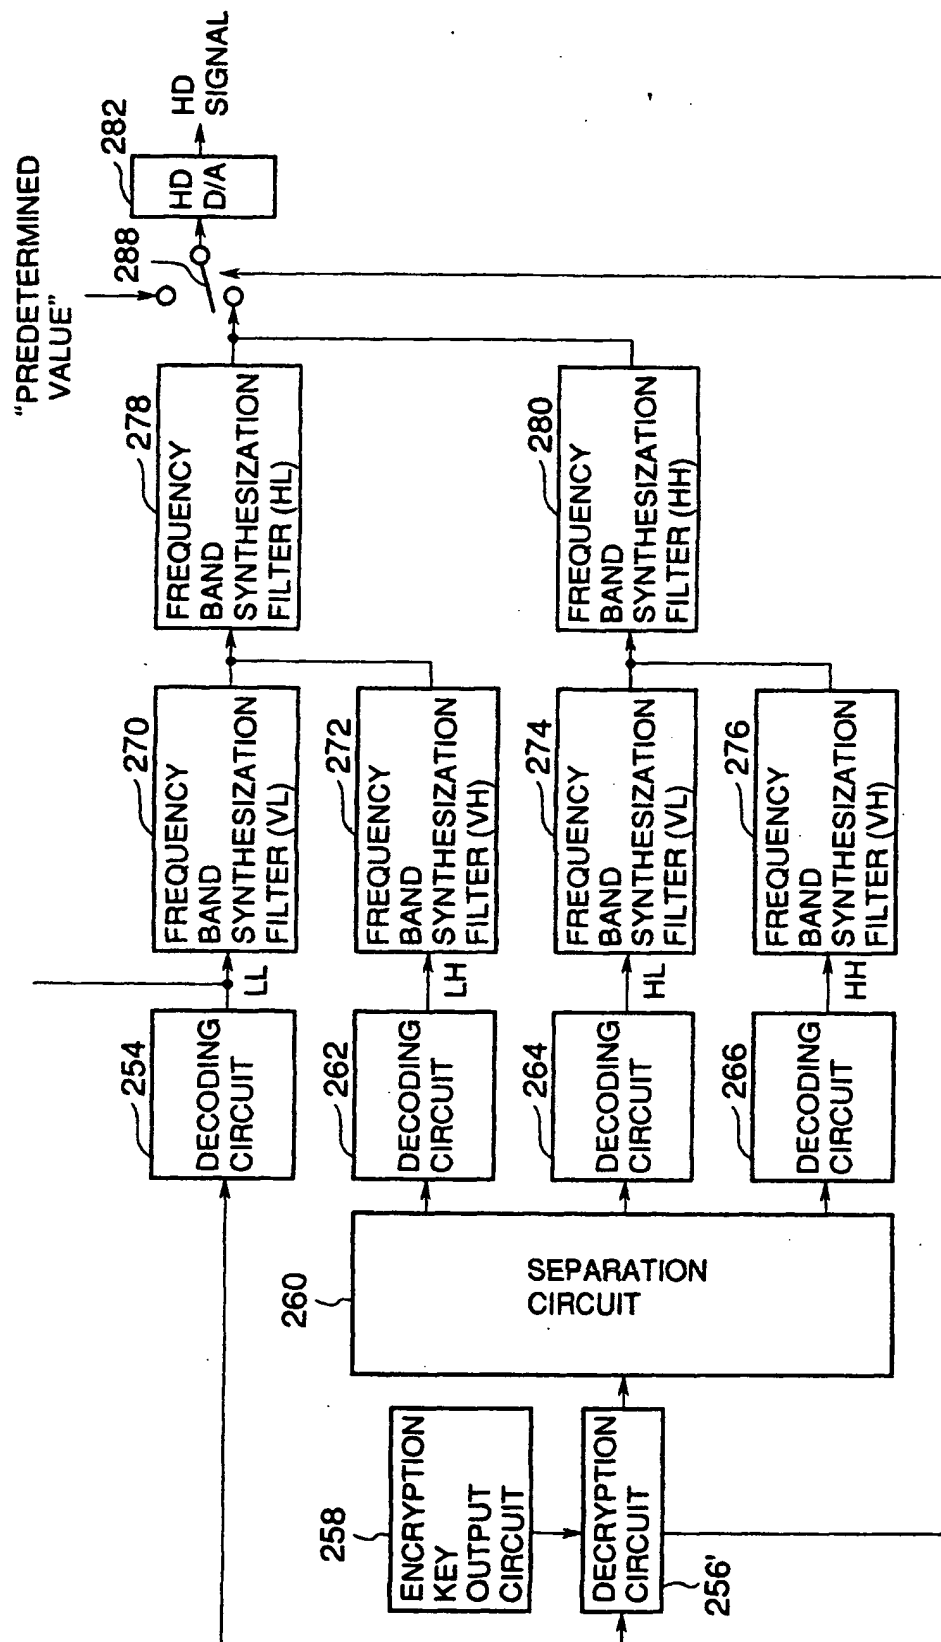 "PREDETERMINED
VALUE"
288
282
HD
D/A
HD
SIGNAL
278
FREQUENCY
BAND
SYNTHESIZATION
FILTER (HL)
280
FREQUENCY
BAND
SYNTHESIZATION
FILTER (HH)
270
FREQUENCY
BAND
SYNTHESIZATION
FILTER (VL)
272
FREQUENCY
BAND
SYNTHESIZATION
FILTER (VH)
274
FREQUENCY
BAND
SYNTHESIZATION
FILTER (VL)
276
FREQUENCY
BAND
SYNTHESIZATION
FILTER (VH)
LL
LH
HL
HH
254
DECODING
CIRCUIT
262
DECODING
CIRCUIT
264
DECODING
CIRCUIT
266
DECODING
CIRCUIT
260
SEPARATION
CIRCUIT
258
ENCRYPTION
KEY
OUTPUT
CIRCUIT
DECRYPTION
CIRCUIT
256'